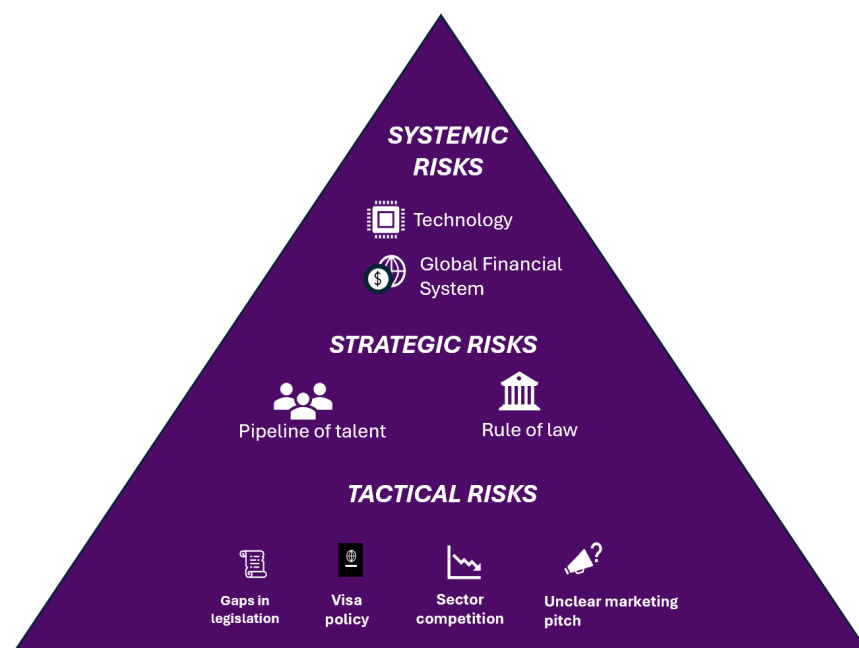 SYSTEMIC
RISKS
Technology
$
Global Financial
System
STRATEGIC RISKS
Pipeline of talent
Rule of law
TACTICAL RISKS
?
Gaps in
legislation
Visa
policy
Sector
competition
Unclear marketing
pitch